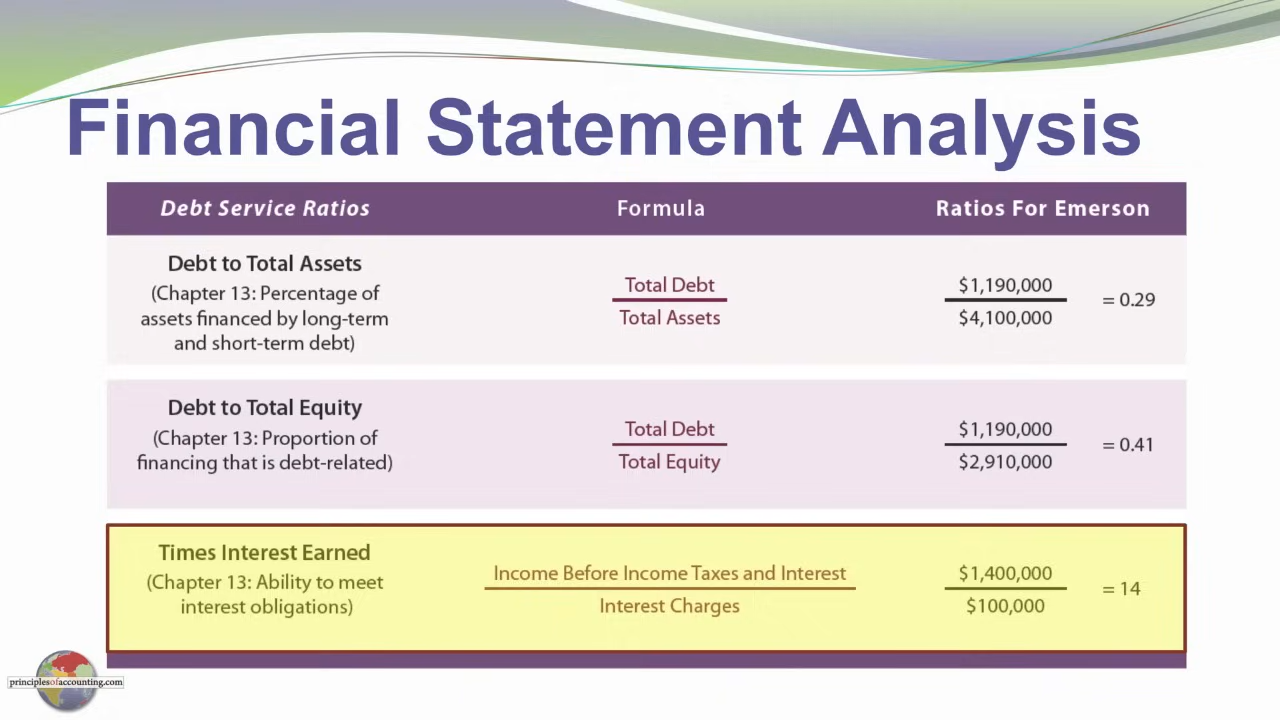 Financial Statement Analysis
Debt Service Ratios
Formula
Ratios For Emerson
Debt to Total Assets
(Chapter 13: Percentage of
assets financed by long-term
and short-term debt)
Total Debt
Total Assets
$1,190,000
$4,100,000
= 0.29
Debt to Total Equity
(Chapter 13: Proportion of
financing that is debt-related)
Total Debt
Total Equity
$1,190,000
$2,910,000
= 0.41
Times Interest Earned
(Chapter 13: Ability to meet
interest obligations)
Income Before Income Taxes and Interest
Interest Charges
$1,400,000
$100,000
= 14
principlesofaccounting.com